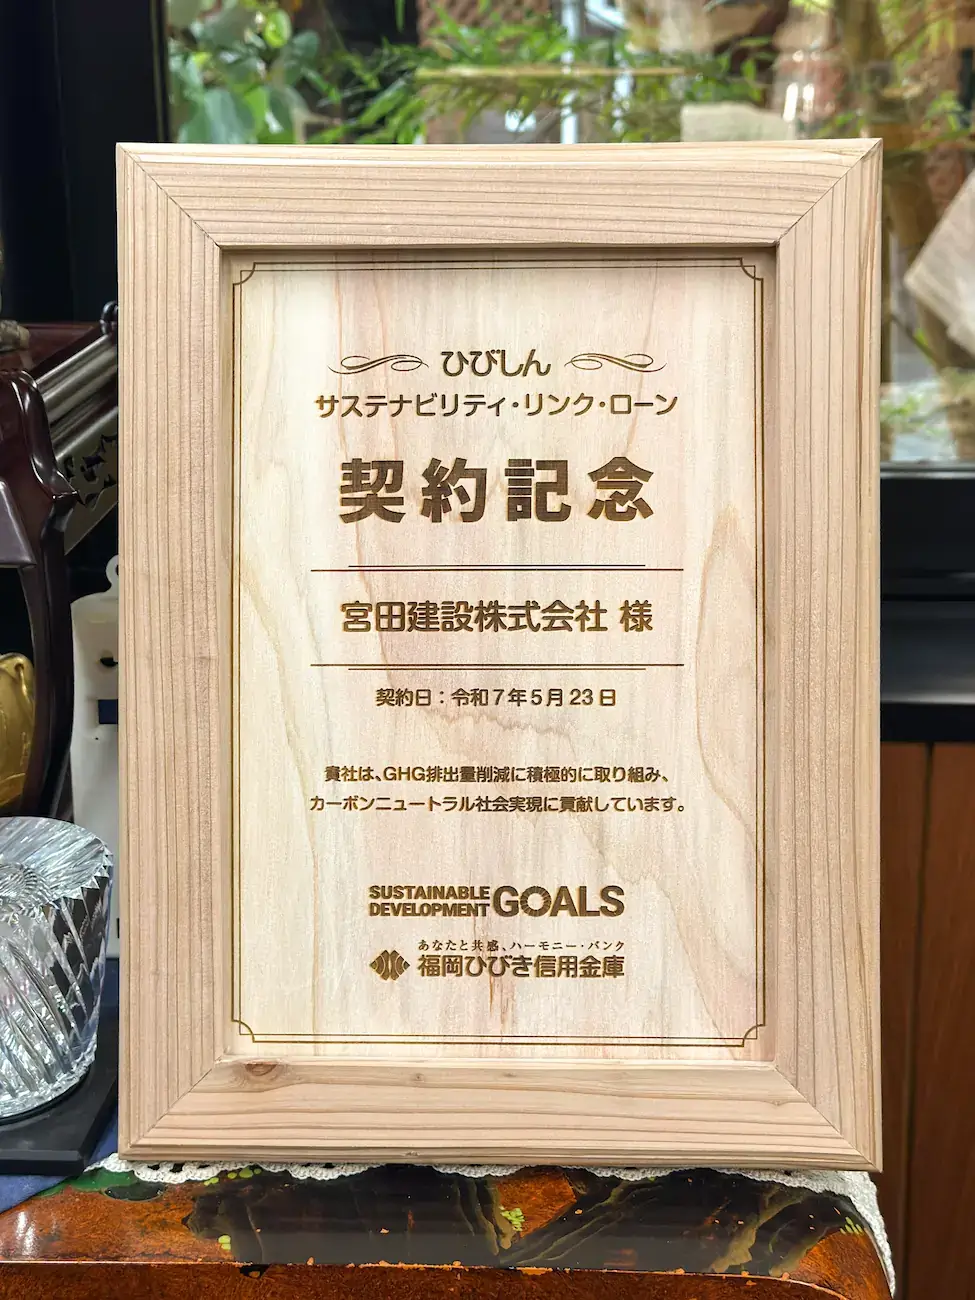 ひびしん
サステナビリティ・リンク・ローン
契約記念
宮田建設株式会社 様
契約日：令和7年5月23日
貴社は、GHG排出量削減に積極的に取り組み、
カーボンニュートラル社会実現に貢献しています。
SUSTAINABLE
DEVELOPMENT GOALS
あなたと共感、ハーモニー・バンク
福岡ひびき信用金庫